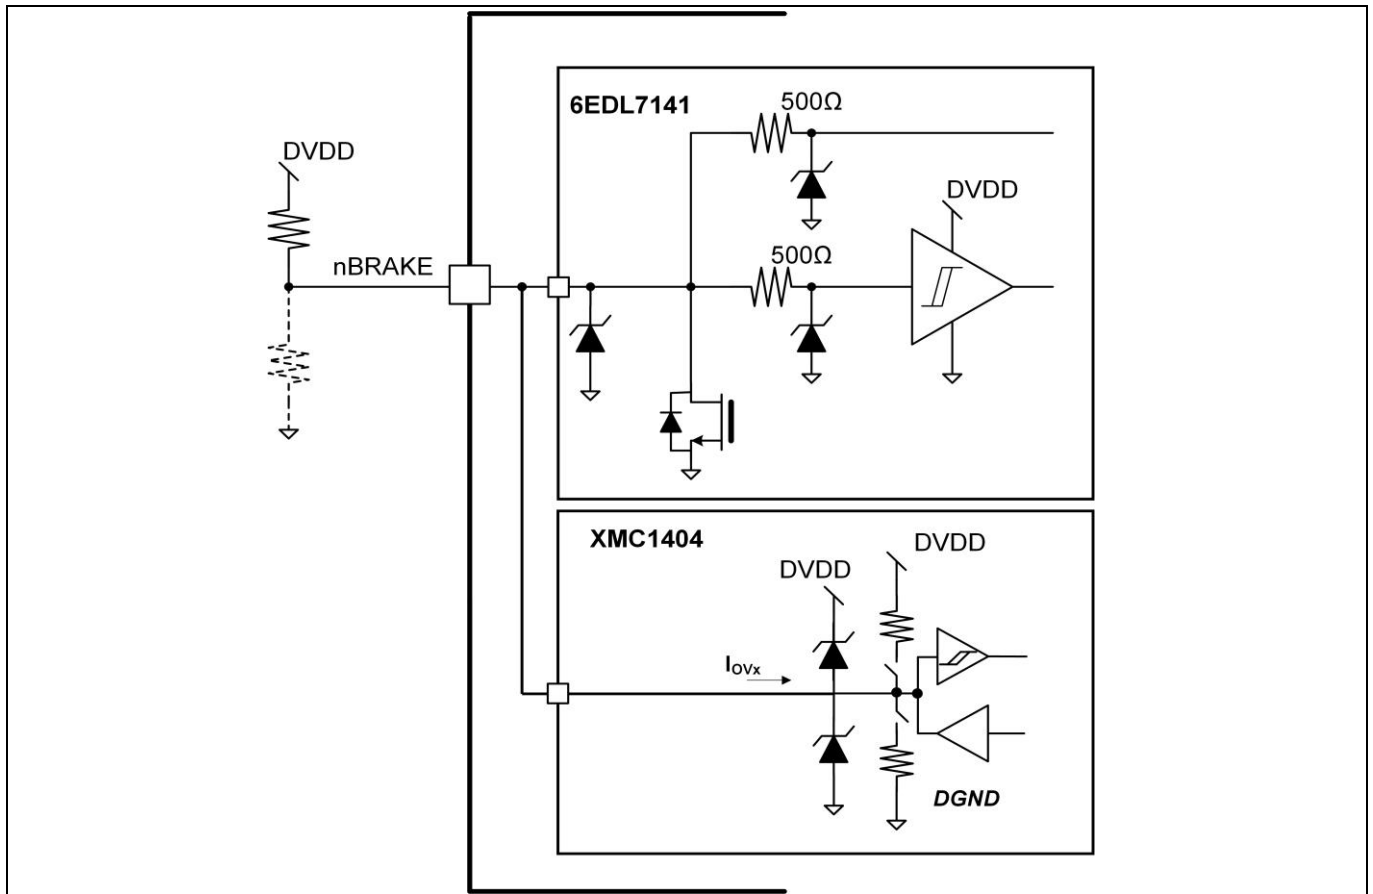 6EDL7141
500Ω
DVDD
DVDD
500Ω
nBRAKE
XMC1404
DVDD
DVDD
IOVx
DGND